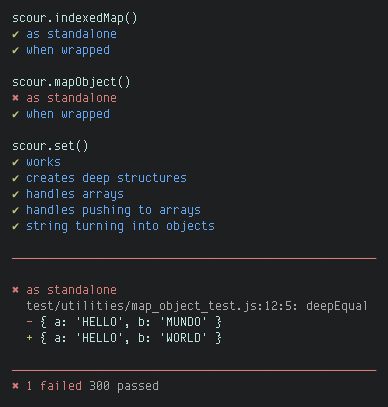 scour.indexedMap()
✔ as standalone
✔ when wrapped
scour.mapObject()
✖ as standalone
✔ when wrapped
scour.set()
✔ works
✔ creates deep structures
✔ handles arrays
✔ handles pushing to arrays
✔ string turning into objects
✖ as standalone
test/utilities/map_object_test.js:12:5: deepEqual
- { a: 'HELLO', b: 'MUNDO' }
+ { a: 'HELLO', b: 'WORLD' }
✖ 1 failed 300 passed